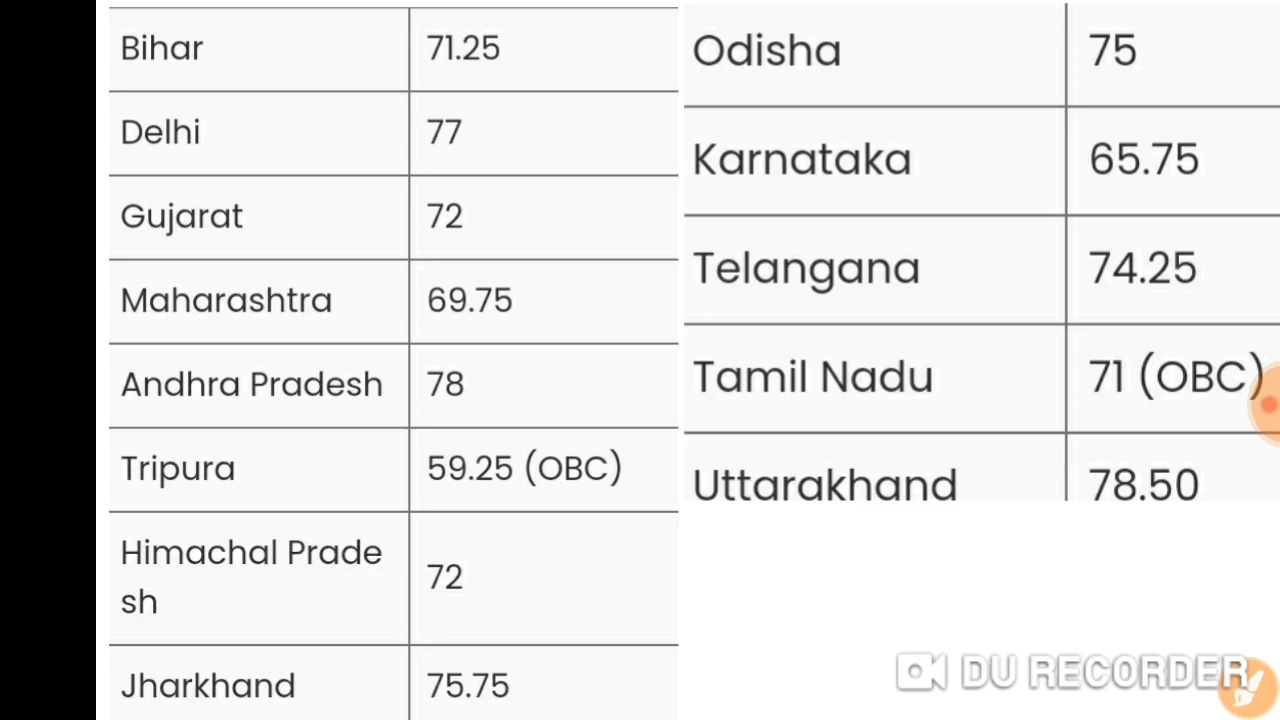 Bihar 71.25
Delhi 77
Gujarat 72
Maharashtra 69.75
Andhra Pradesh 78
Tripura 59.25 (OBC)
Himachal Prade
sh 72
Jharkhand 75.75
Odisha 75
Karnataka 65.75
Telangana 74.25
Tamil Nadu 71 (OBC)
Uttarakhand 78.50
DU RECORDER